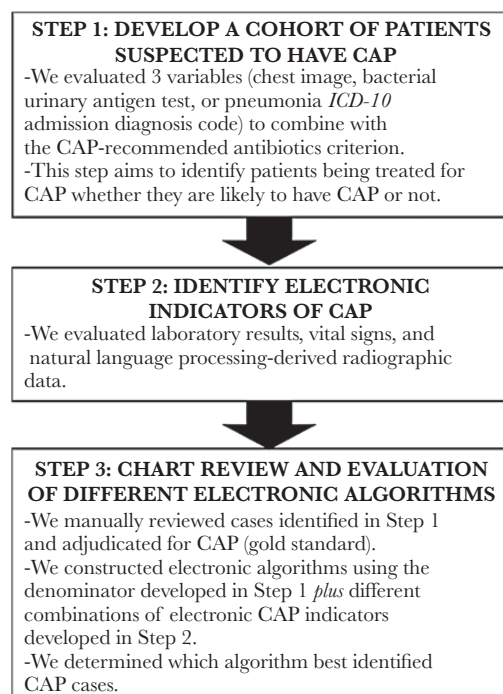 STEP 1: DEVELOP A COHORT OF PATIENTS
SUSPECTED TO HAVE CAP
-We evaluated 3 variables (chest image, bacterial
urinary antigen test, or pneumonia ICD-10
admission diagnosis code) to combine with
the CAP-recommended antibiotics criterion.
-This step aims to identify patients being treated for
CAP whether they are likely to have CAP or not.
STEP 2: IDENTIFY ELECTRONIC
INDICATORS OF CAP
-We evaluated laboratory results, vital signs, and
natural language processing-derived radiographic
data.
STEP 3: CHART REVIEW AND EVALUATION
OF DIFFERENT ELECTRONIC ALGORITHMS
-We manually reviewed cases identified in Step 1
and adjudicated for CAP (gold standard).
-We constructed electronic algorithms using the
denominator developed in Step 1 plus different
combinations of electronic CAP indicators
developed in Step 2.
-We determined which algorithm best identified
CAP cases.